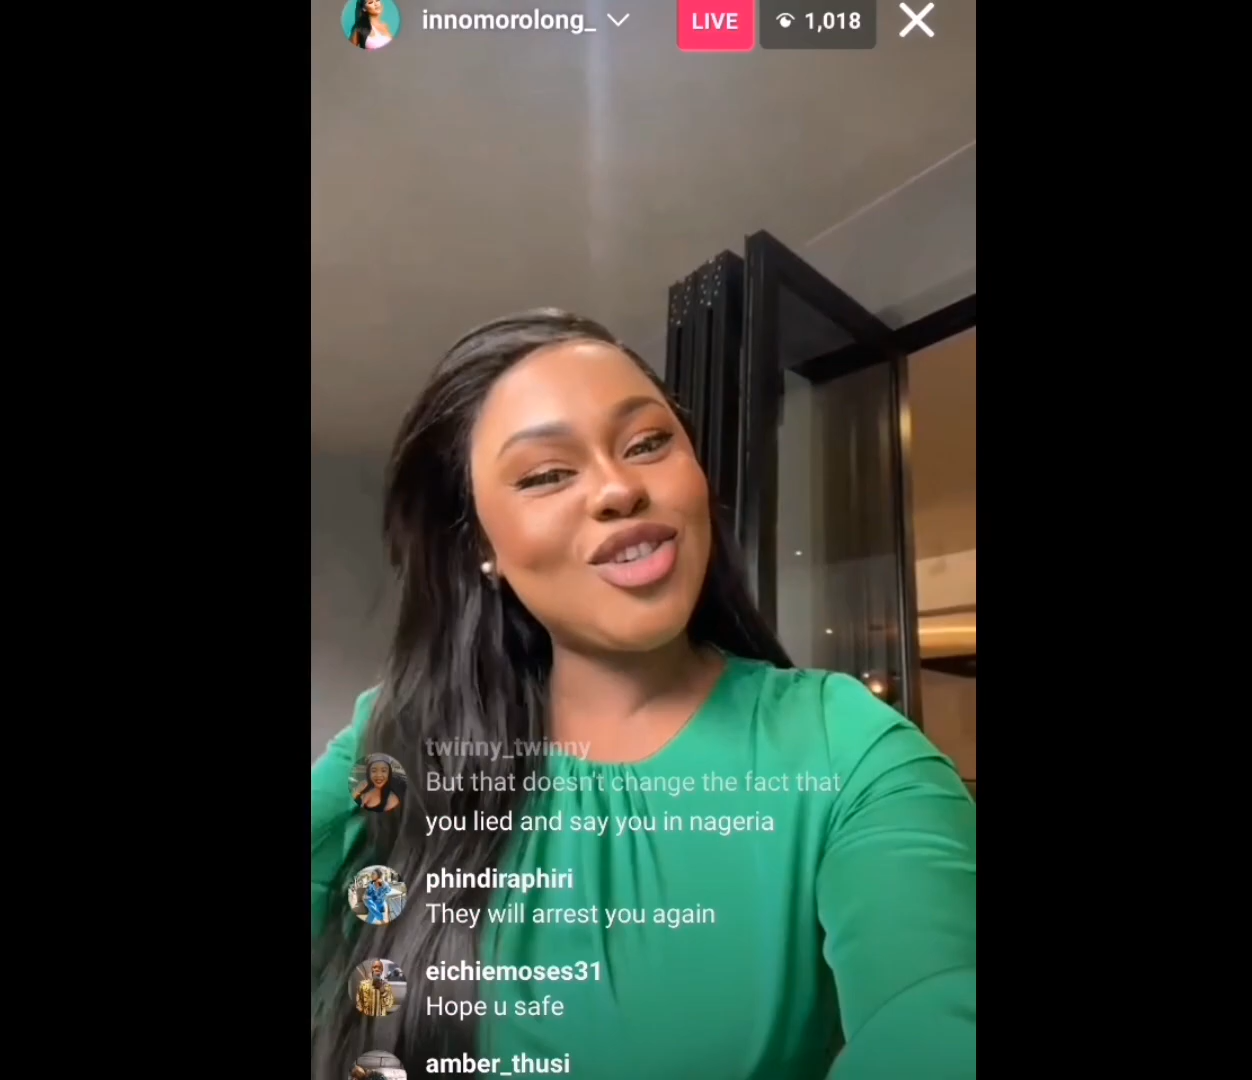 innomorolong_
LIVE
1,018
twinny_twinny
But that doesn't change the fact that
you lied and say you in nageria
phindiraphiri
They will arrest you again
eichiemoses31
Hope u safe
amber_thusi